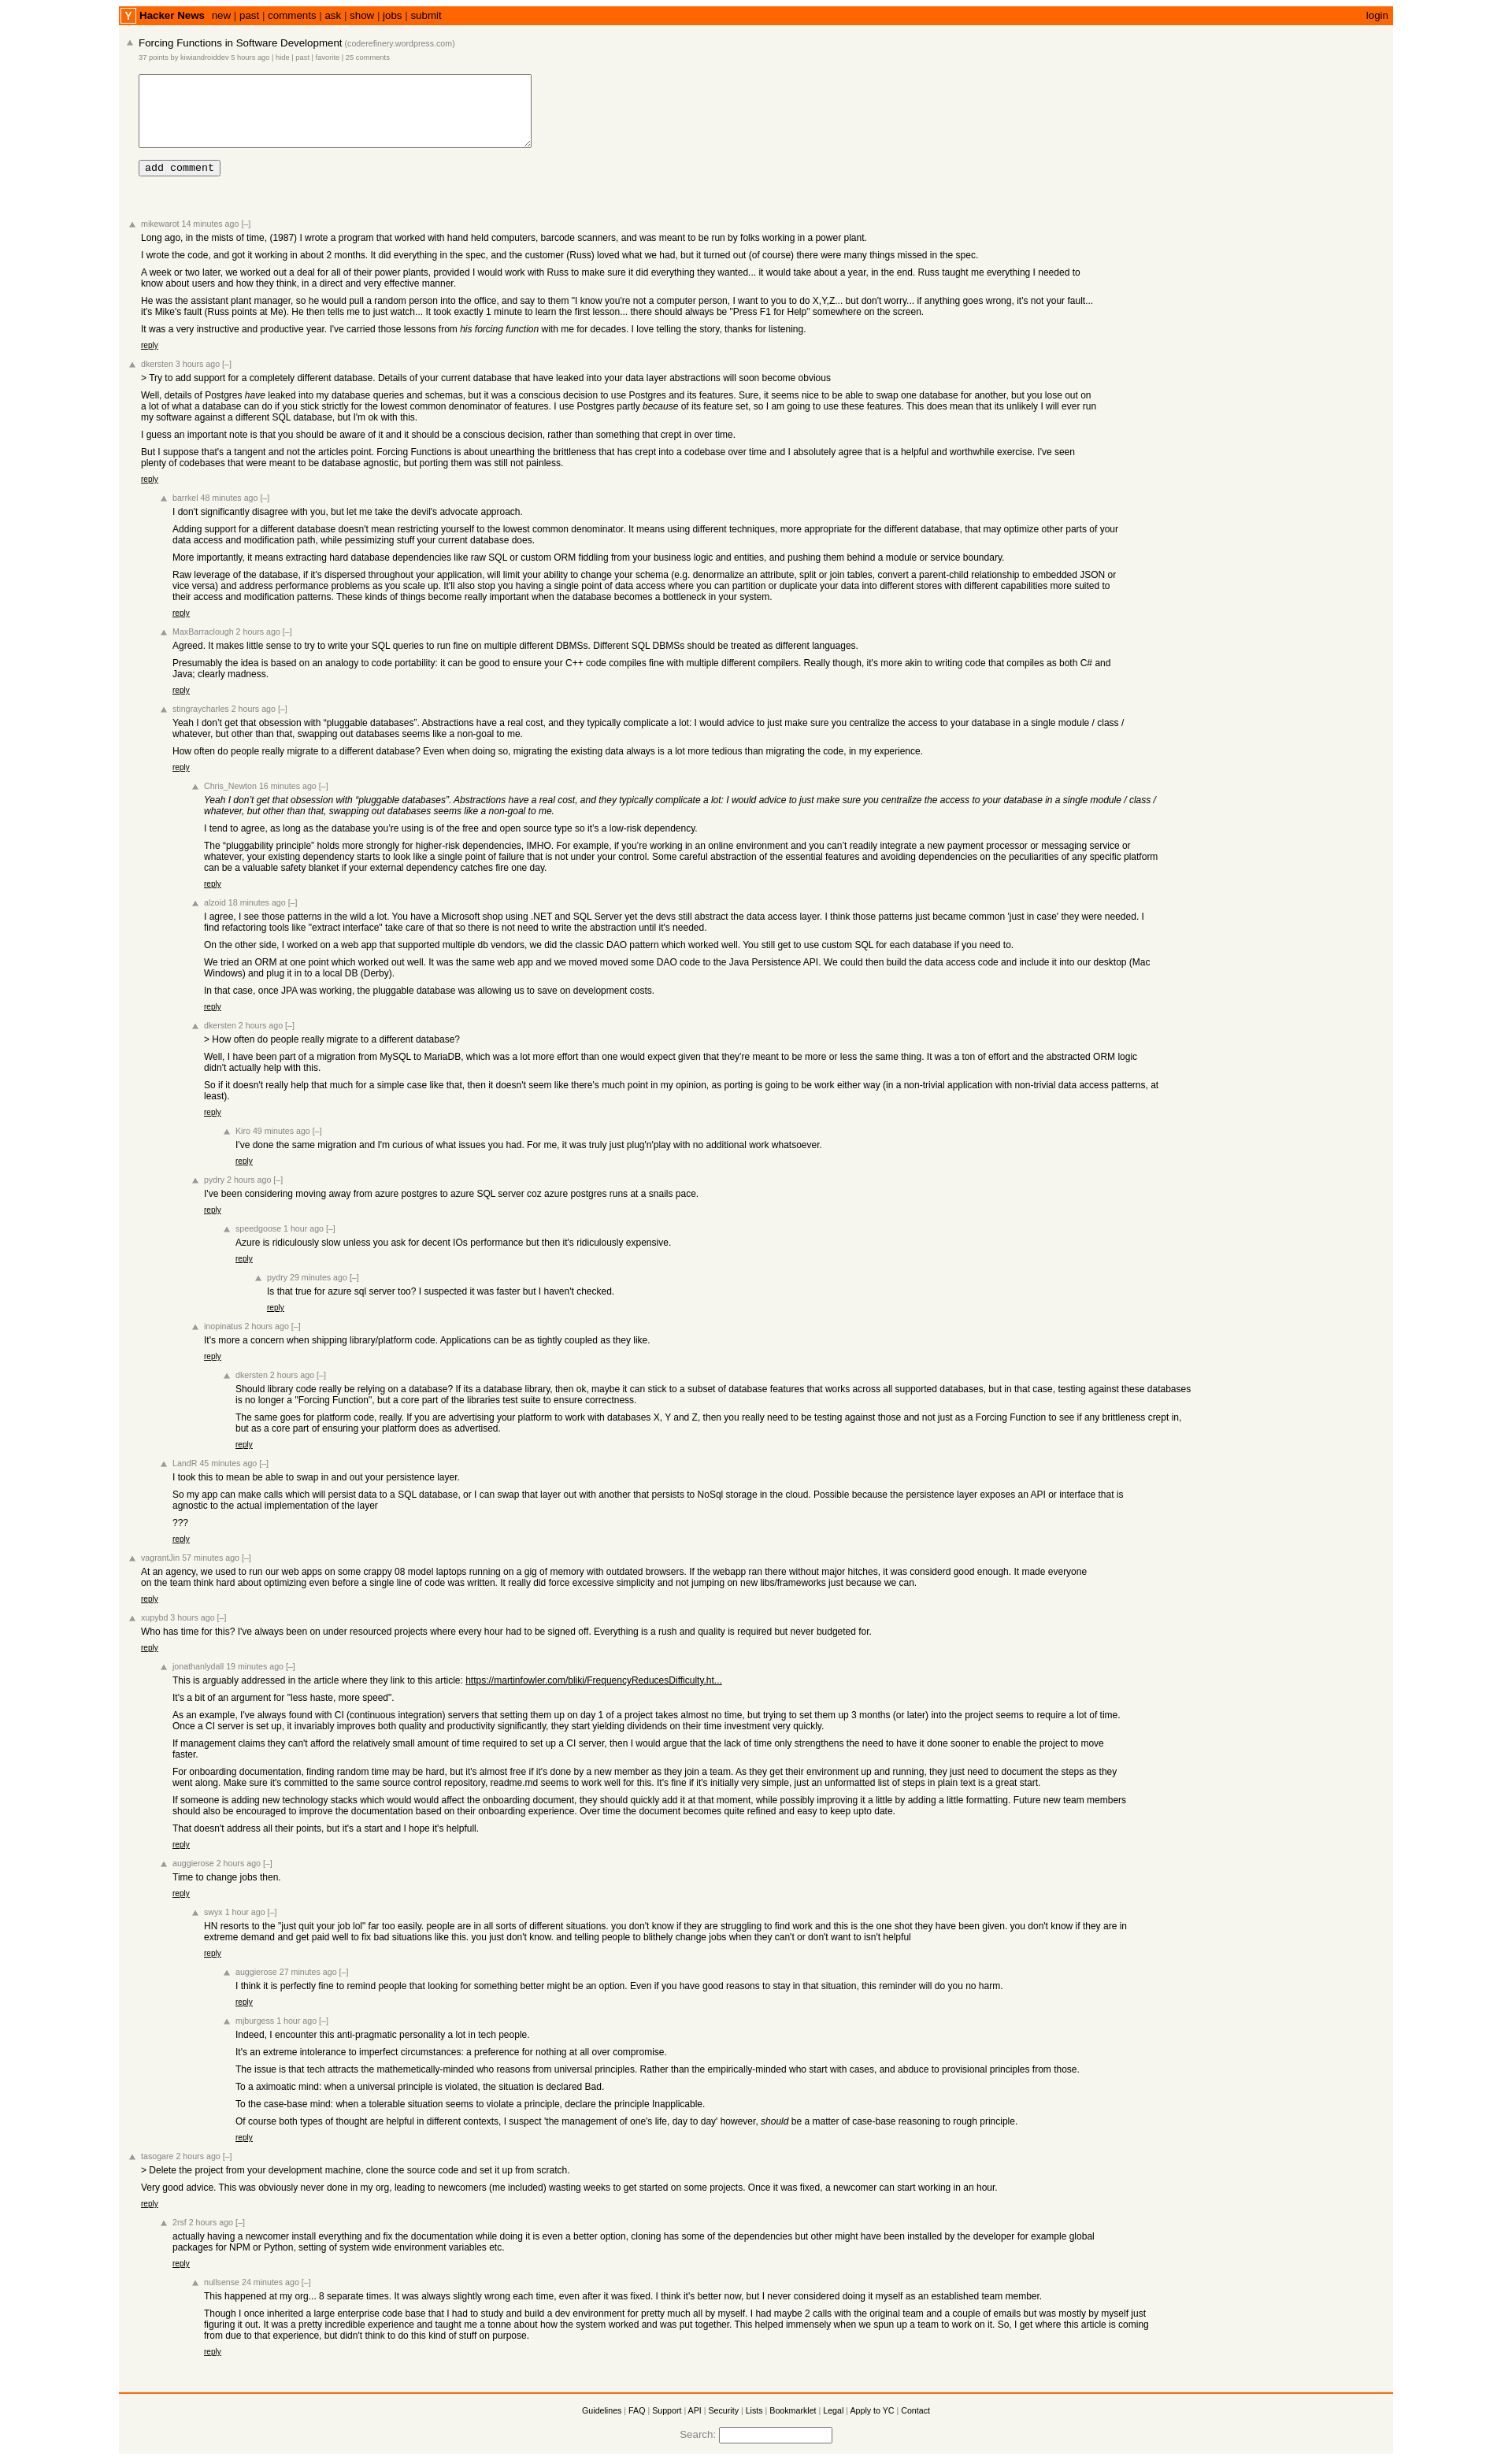 Y Hacker News new | past | comments | ask | show | jobs | submit login
Forcing Functions in Software Development (coderefinery.wordpress.com)
37 points by kiwiandroiddev 5 hours ago | hide | past | favorite | 25 comments
add comment
mikewarot 14 minutes ago [–]
Long ago, in the mists of time, (1987) I wrote a program that worked with hand held computers, barcode scanners, and was meant to be run by folks working in a power plant.
I wrote the code, and got it working in about 2 months. It did everything in the spec, and the customer (Russ) loved what we had, but it turned out (of course) there were many things missed in the spec.
A week or two later, we worked out a deal for all of their power plants, provided I would work with Russ to make sure it did everything they wanted... it would take about a year, in the end. Russ taught me everything I needed to
know about users and how they think, in a direct and very effective manner.
He was the assistant plant manager, so he would pull a random person into the office, and say to them "I know you're not a computer person, I want to you to do X,Y,Z... but don't worry... if anything goes wrong, it's not your fault...
it's Mike's fault (Russ points at Me). He then tells me to just watch... It took exactly 1 minute to learn the first lesson... there should always be "Press F1 for Help" somewhere on the screen.
It was a very instructive and productive year. I've carried those lessons from his forcing function with me for decades. I love telling the story, thanks for listening.
reply
dkersten 3 hours ago [–]
> Try to add support for a completely different database. Details of your current database that have leaked into your data layer abstractions will soon become obvious
Well, details of Postgres have leaked into my database queries and schemas, but it was a conscious decision to use Postgres and its features. Sure, it seems nice to be able to swap one database for another, but you lose out on
a lot of what a database can do if you stick strictly for the lowest common denominator of features. I use Postgres partly because of its feature set, so I am going to use these features. This does mean that its unlikely I will ever run
my software against a different SQL database, but I'm ok with this.
I guess an important note is that you should be aware of it and it should be a conscious decision, rather than something that crept in over time.
But I suppose that's a tangent and not the articles point. Forcing Functions is about unearthing the brittleness that has crept into a codebase over time and I absolutely agree that is a helpful and worthwhile exercise. I've seen
plenty of codebases that were meant to be database agnostic, but porting them was still not painless.
reply
barrkel 48 minutes ago [–]
I don't significantly disagree with you, but let me take the devil's advocate approach.
Adding support for a different database doesn't mean restricting yourself to the lowest common denominator. It means using different techniques, more appropriate for the different database, that may optimize other parts of your
data access and modification path, while pessimizing stuff your current database does.
More importantly, it means extracting hard database dependencies like raw SQL or custom ORM fiddling from your business logic and entities, and pushing them behind a module or service boundary.
Raw leverage of the database, if it's dispersed throughout your application, will limit your ability to change your schema (e.g. denormalize an attribute, split or join tables, convert a parent-child relationship to embedded JSON or
vice versa) and address performance problems as you scale up. It'll also stop you having a single point of data access where you can partition or duplicate your data into different stores with different capabilities more suited to
their access and modification patterns. These kinds of things become really important when the database becomes a bottleneck in your system.
reply
MaxBarraclough 2 hours ago [–]
Agreed. It makes little sense to try to write your SQL queries to run fine on multiple different DBMSs. Different SQL DBMSs should be treated as different languages.
Presumably the idea is based on an analogy to code portability: it can be good to ensure your C++ code compiles fine with multiple different compilers. Really though, it's more akin to writing code that compiles as both C# and
Java; clearly madness.
reply
stingraycharles 2 hours ago [–]
Yeah I don’t get that obsession with “pluggable databases”. Abstractions have a real cost, and they typically complicate a lot: I would advice to just make sure you centralize the access to your database in a single module / class /
whatever, but other than that, swapping out databases seems like a non-goal to me.
How often do people really migrate to a different database? Even when doing so, migrating the existing data always is a lot more tedious than migrating the code, in my experience.
reply
Chris_Newton 16 minutes ago [–]
Yeah I don’t get that obsession with “pluggable databases”. Abstractions have a real cost, and they typically complicate a lot: I would advice to just make sure you centralize the access to your database in a single module / class /
whatever, but other than that, swapping out databases seems like a non-goal to me.
I tend to agree, as long as the database you’re using is of the free and open source type so it’s a low-risk dependency.
The “pluggability principle” holds more strongly for higher-risk dependencies, IMHO. For example, if you’re working in an online environment and you can’t readily integrate a new payment processor or messaging service or
whatever, your existing dependency starts to look like a single point of failure that is not under your control. Some careful abstraction of the essential features and avoiding dependencies on the peculiarities of any specific platform
can be a valuable safety blanket if your external dependency catches fire one day.
reply
alzoid 18 minutes ago [–]
I agree, I see those patterns in the wild a lot. You have a Microsoft shop using .NET and SQL Server yet the devs still abstract the data access layer. I think those patterns just became common 'just in case' they were needed. I
find refactoring tools like "extract interface" take care of that so there is not need to write the abstraction until it's needed.
On the other side, I worked on a web app that supported multiple db vendors, we did the classic DAO pattern which worked well. You still get to use custom SQL for each database if you need to.
We tried an ORM at one point which worked out well. It was the same web app and we moved moved some DAO code to the Java Persistence API. We could then build the data access code and include it into our desktop (Mac
Windows) and plug it in to a local DB (Derby).
In that case, once JPA was working, the pluggable database was allowing us to save on development costs.
reply
dkersten 2 hours ago [–]
> How often do people really migrate to a different database?
Well, I have been part of a migration from MySQL to MariaDB, which was a lot more effort than one would expect given that they're meant to be more or less the same thing. It was a ton of effort and the abstracted ORM logic
didn't actually help with this.
So if it doesn't really help that much for a simple case like that, then it doesn't seem like there's much point in my opinion, as porting is going to be work either way (in a non-trivial application with non-trivial data access patterns, at
least).
reply
Kiro 49 minutes ago [–]
I've done the same migration and I'm curious of what issues you had. For me, it was truly just plug'n'play with no additional work whatsoever.
reply
pydry 2 hours ago [–]
I've been considering moving away from azure postgres to azure SQL server coz azure postgres runs at a snails pace.
reply
speedgoose 1 hour ago [–]
Azure is ridiculously slow unless you ask for decent IOs performance but then it's ridiculously expensive.
reply
pydry 29 minutes ago [–]
Is that true for azure sql server too? I suspected it was faster but I haven't checked.
reply
inopinatus 2 hours ago [–]
It's more a concern when shipping library/platform code. Applications can be as tightly coupled as they like.
reply
dkersten 2 hours ago [–]
Should library code really be relying on a database? If its a database library, then ok, maybe it can stick to a subset of database features that works across all supported databases, but in that case, testing against these databases
is no longer a "Forcing Function", but a core part of the libraries test suite to ensure correctness.
The same goes for platform code, really. If you are advertising your platform to work with databases X, Y and Z, then you really need to be testing against those and not just as a Forcing Function to see if any brittleness crept in,
but as a core part of ensuring your platform does as advertised.
reply
LandR 45 minutes ago [–]
I took this to mean be able to swap in and out your persistence layer.
So my app can make calls which will persist data to a SQL database, or I can swap that layer out with another that persists to NoSql storage in the cloud. Possible because the persistence layer exposes an API or interface that is
agnostic to the actual implementation of the layer
???
reply
vagrantJin 57 minutes ago [–]
At an agency, we used to run our web apps on some crappy 08 model laptops running on a gig of memory with outdated browsers. If the webapp ran there without major hitches, it was considerd good enough. It made everyone
on the team think hard about optimizing even before a single line of code was written. It really did force excessive simplicity and not jumping on new libs/frameworks just because we can.
reply
xupybd 3 hours ago [–]
Who has time for this? I've always been on under resourced projects where every hour had to be signed off. Everything is a rush and quality is required but never budgeted for.
reply
jonathanlydall 19 minutes ago [–]
This is arguably addressed in the article where they link to this article: https://martinfowler.com/bliki/FrequencyReducesDifficulty.ht...
It's a bit of an argument for "less haste, more speed".
As an example, I've always found with CI (continuous integration) servers that setting them up on day 1 of a project takes almost no time, but trying to set them up 3 months (or later) into the project seems to require a lot of time.
Once a CI server is set up, it invariably improves both quality and productivity significantly, they start yielding dividends on their time investment very quickly.
If management claims they can't afford the relatively small amount of time required to set up a CI server, then I would argue that the lack of time only strengthens the need to have it done sooner to enable the project to move
faster.
For onboarding documentation, finding random time may be hard, but it's almost free if it's done by a new member as they join a team. As they get their environment up and running, they just need to document the steps as they
went along. Make sure it's committed to the same source control repository, readme.md seems to work well for this. It's fine if it's initially very simple, just an unformatted list of steps in plain text is a great start.
If someone is adding new technology stacks which would would affect the onboarding document, they should quickly add it at that moment, while possibly improving it a little by adding a little formatting. Future new team members
should also be encouraged to improve the documentation based on their onboarding experience. Over time the document becomes quite refined and easy to keep upto date.
That doesn't address all their points, but it's a start and I hope it's helpfull.
reply
auggierose 2 hours ago [–]
Time to change jobs then.
reply
swyx 1 hour ago [–]
HN resorts to the "just quit your job lol" far too easily. people are in all sorts of different situations. you don't know if they are struggling to find work and this is the one shot they have been given. you don't know if they are in
extreme demand and get paid well to fix bad situations like this. you just don't know. and telling people to blithely change jobs when they can't or don't want to isn't helpful
reply
auggierose 27 minutes ago [–]
I think it is perfectly fine to remind people that looking for something better might be an option. Even if you have good reasons to stay in that situation, this reminder will do you no harm.
reply
mjburgess 1 hour ago [–]
Indeed, I encounter this anti-pragmatic personality a lot in tech people.
It's an extreme intolerance to imperfect circumstances: a preference for nothing at all over compromise.
The issue is that tech attracts the mathemetically-minded who reasons from universal principles. Rather than the empirically-minded who start with cases, and abduce to provisional principles from those.
To a aximoatic mind: when a universal principle is violated, the situation is declared Bad.
To the case-base mind: when a tolerable situation seems to violate a principle, declare the principle Inapplicable.
Of course both types of thought are helpful in different contexts, I suspect 'the management of one's life, day to day' however, should be a matter of case-base reasoning to rough principle.
reply
tasogare 2 hours ago [–]
> Delete the project from your development machine, clone the source code and set it up from scratch.
Very good advice. This was obviously never done in my org, leading to newcomers (me included) wasting weeks to get started on some projects. Once it was fixed, a newcomer can start working in an hour.
reply
2rsf 2 hours ago [–]
actually having a newcomer install everything and fix the documentation while doing it is even a better option, cloning has some of the dependencies but other might have been installed by the developer for example global
packages for NPM or Python, setting of system wide environment variables etc.
reply
nullsense 24 minutes ago [–]
This happened at my org... 8 separate times. It was always slightly wrong each time, even after it was fixed. I think it's better now, but I never considered doing it myself as an established team member.
Though I once inherited a large enterprise code base that I had to study and build a dev environment for pretty much all by myself. I had maybe 2 calls with the original team and a couple of emails but was mostly by myself just
figuring it out. It was a pretty incredible experience and taught me a tonne about how the system worked and was put together. This helped immensely when we spun up a team to work on it. So, I get where this article is coming
from due to that experience, but didn't think to do this kind of stuff on purpose.
reply
Guidelines | FAQ | Support | API | Security | Lists | Bookmarklet | Legal | Apply to YC | Contact
Search: